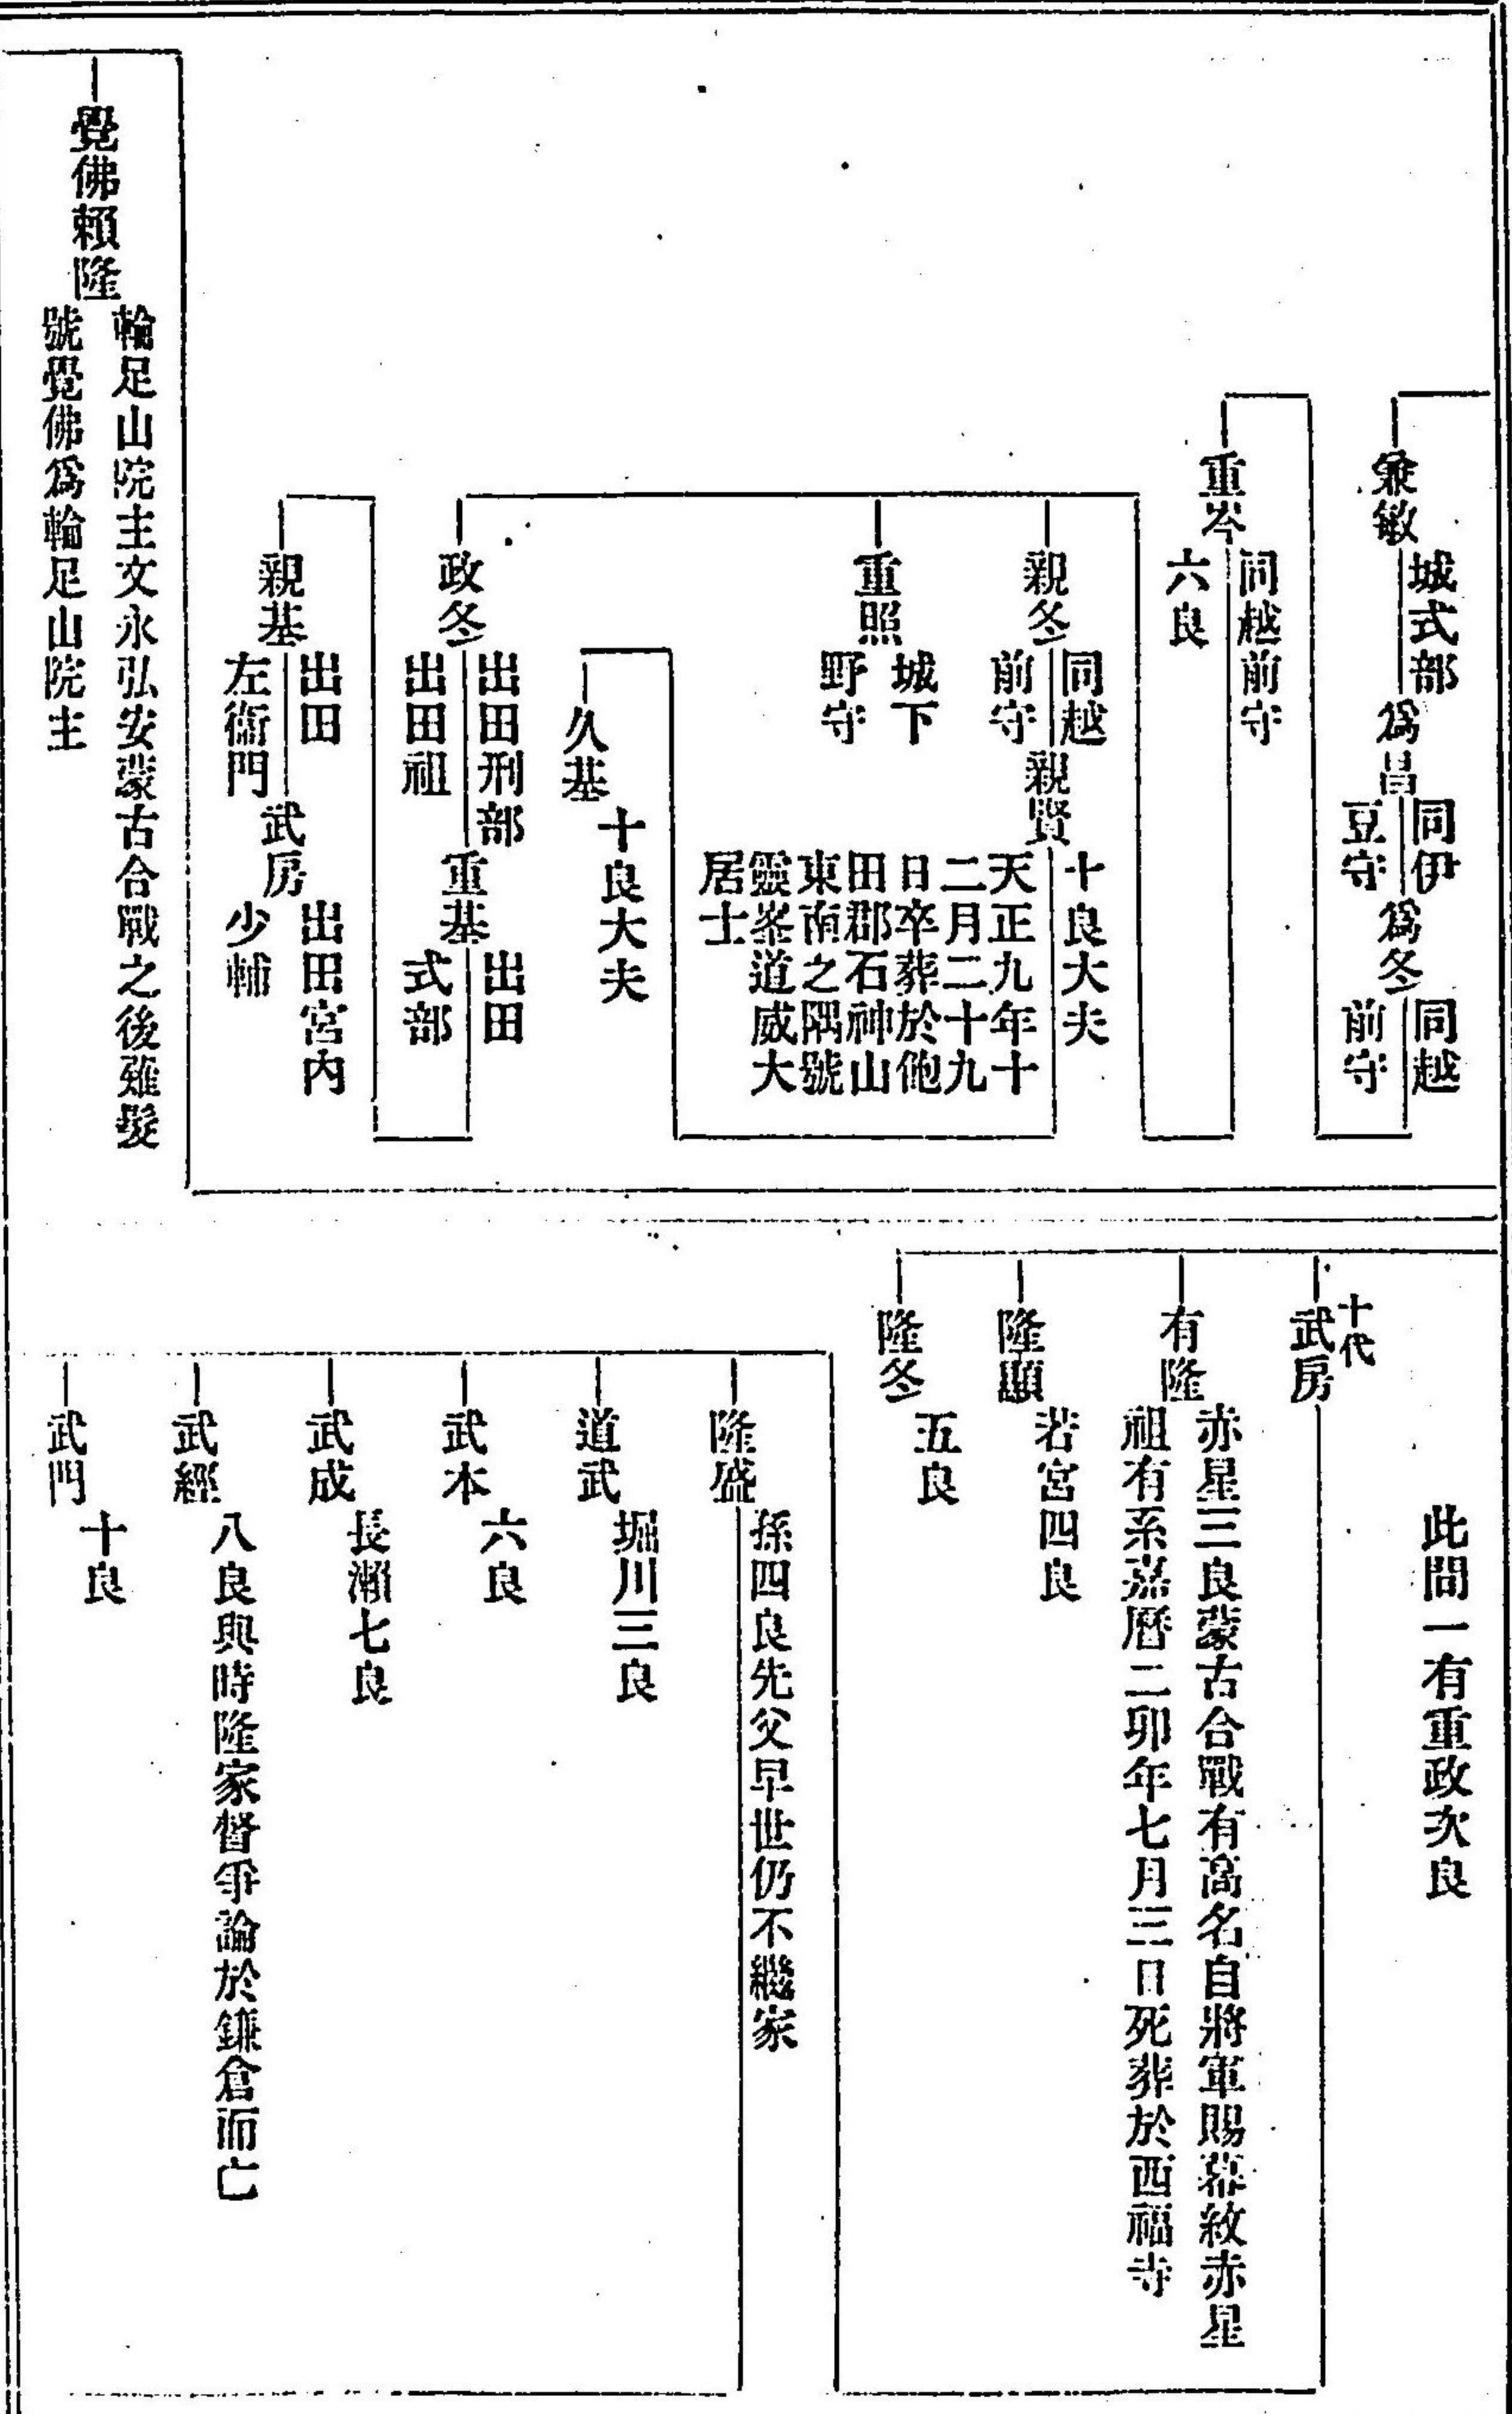 兼敏
城式部
爲昌
同伊
豆守
爲冬
同越
前守
重岑
同越前守
六良
親冬
同越
前守
親賢
十良大夫
天正九年十
二月二十九
日卒葬於他
田郡石神山
東南之隅號
靈峯道威大
居士
重照
城下
野守
久基
十良大夫
政冬
出田刑部
出田祖
重基
出田
式部
親基
出田
左衞門
武房
出田宮内
少輔
覺佛賴隆
輪足山院主文永弘安蒙古合戰之後薙髮
號覺佛爲輪足山院主
此間一有重政次良
十代
武房
有隆
赤星三良蒙古合戰有高名自將軍賜幕紋赤星
祖有系嘉曆二卯年七月三日死葬於西福寺
隆顯
若宮四良
隆冬
五良
隆盛
孫四良先父早世仍不繼家
道武
堀川三良
武本
六良
武成
長瀨七良
武經
八良與時隆家督爭論於鎌倉而亡
武門
十良